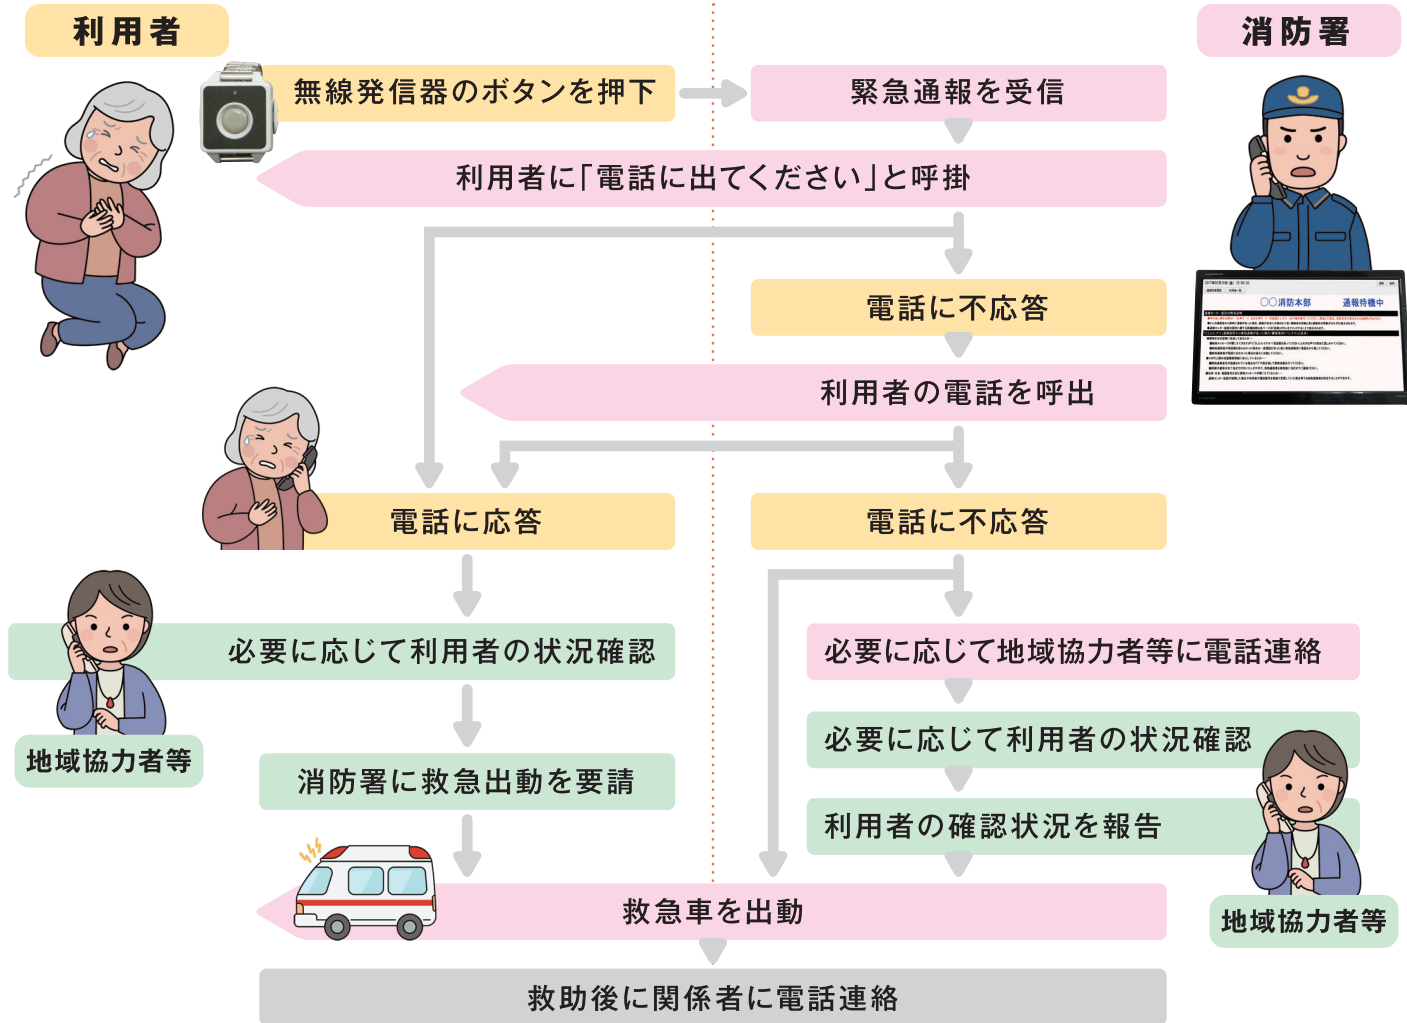 利用者
消防署
無線発信器のボタンを押下
緊急通報を受信
利用者に「電話に出てください」と呼掛
電話に不応答
〇〇消防本部
通報待機中
利用者の電話を呼出
電話に応答
電話に不応答
必要に応じて利用者の状況確認
必要に応じて地域協力者等に電話連絡
地域協力者等
必要に応じて利用者の状況確認
消防署に救急出動を要請
利用者の確認状況を報告
救急車を出動
地域協力者等
救助後に関係者に電話連絡